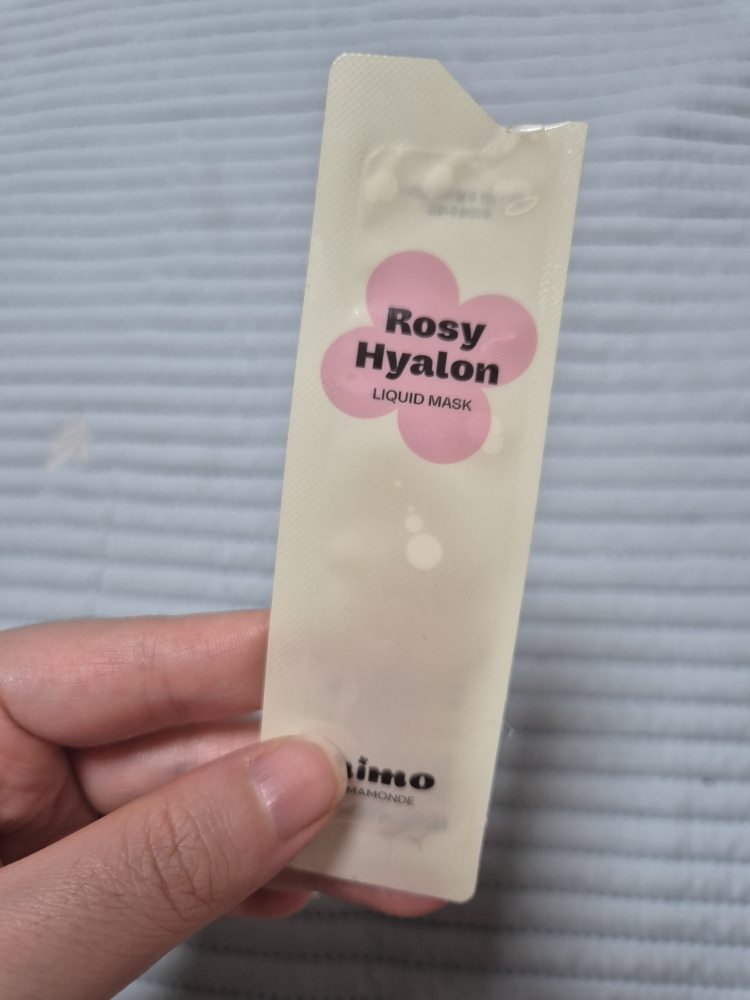 Rosy
Hyalon
LIQUID MASK
imo
MAMONDE